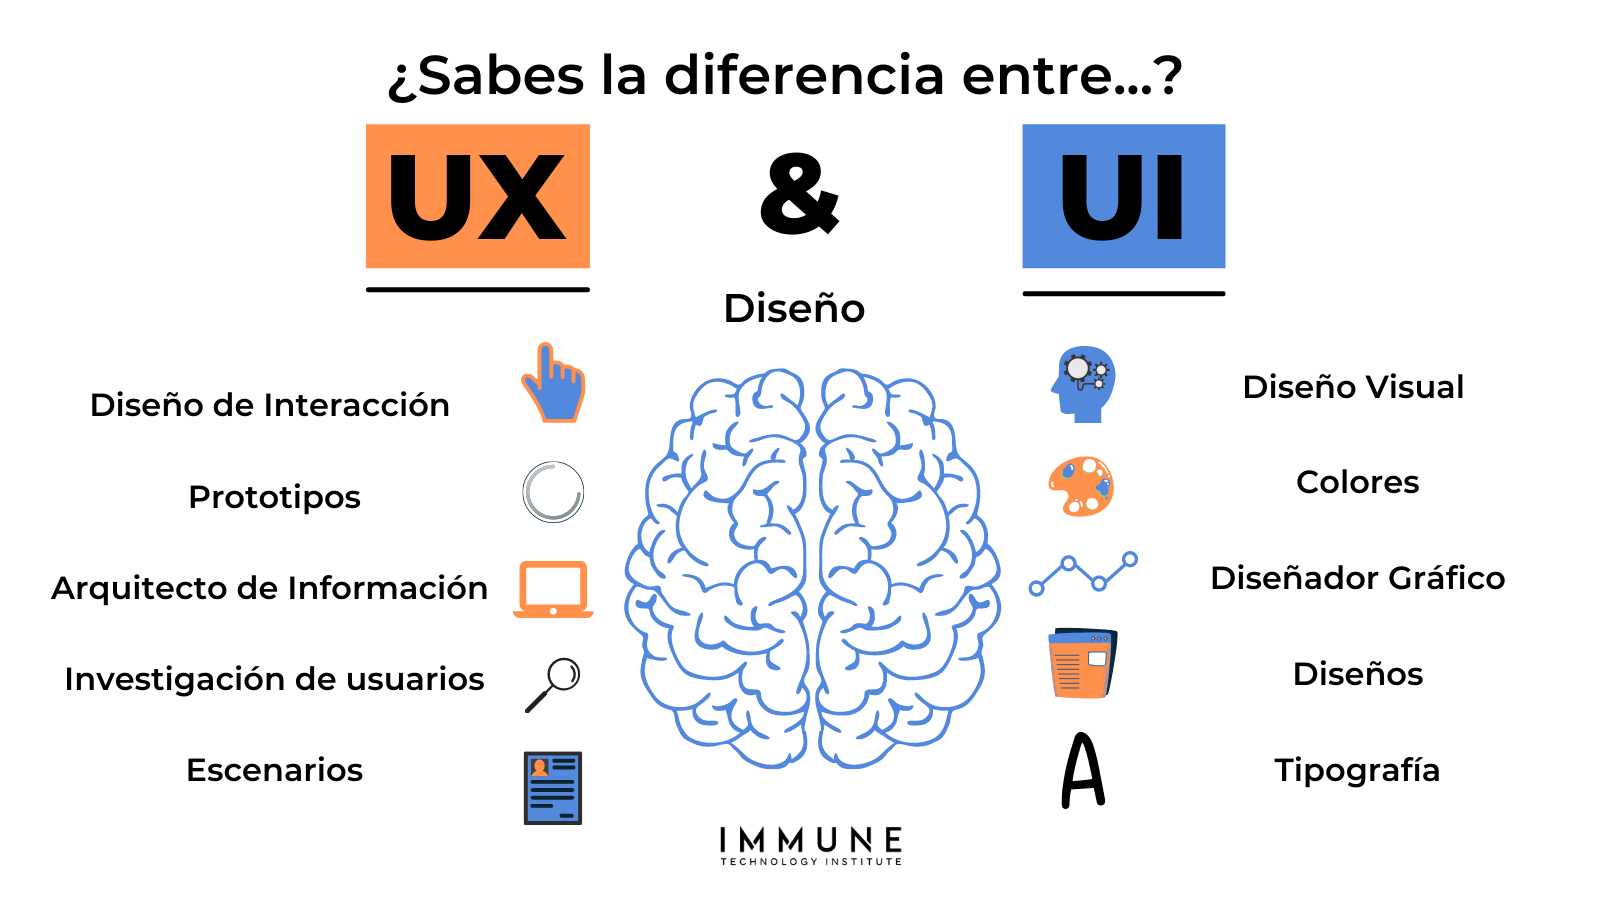 ¿Sabes la diferencia entre...?
UX
&
UI
Diseño
Diseño de Interacción
Prototipos
Arquitecto de Información
Investigación de usuarios
Escenarios
Diseño Visual
Colores
Diseñador Gráfico
Diseños
A
Tipografía
IMMUNE
TECHNOLOGY INSTITUTE